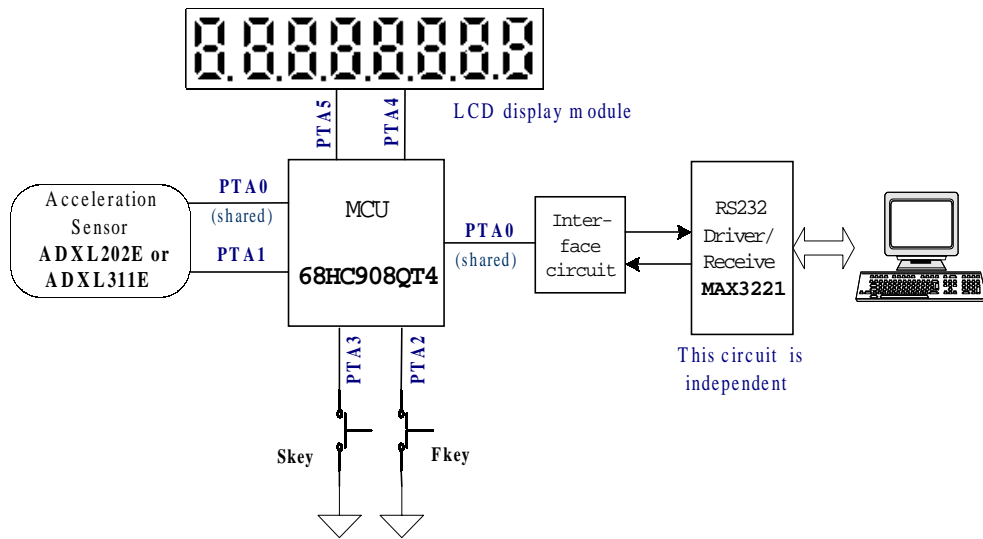 8.8.8.8.8.8.8.8
LCD display module
PTA5
PTA4
Acceleration
Sensor
ADXL202E or
ADXL311E
PTA0
(shared)
PTA1
MCU
68HC908QT4
PTA0
(shared)
Inter-
face
circuit
RS232
Driver/
Receive
MAX3221
This circuit is
independent
PTA3
PTA2
Skey
Fkey